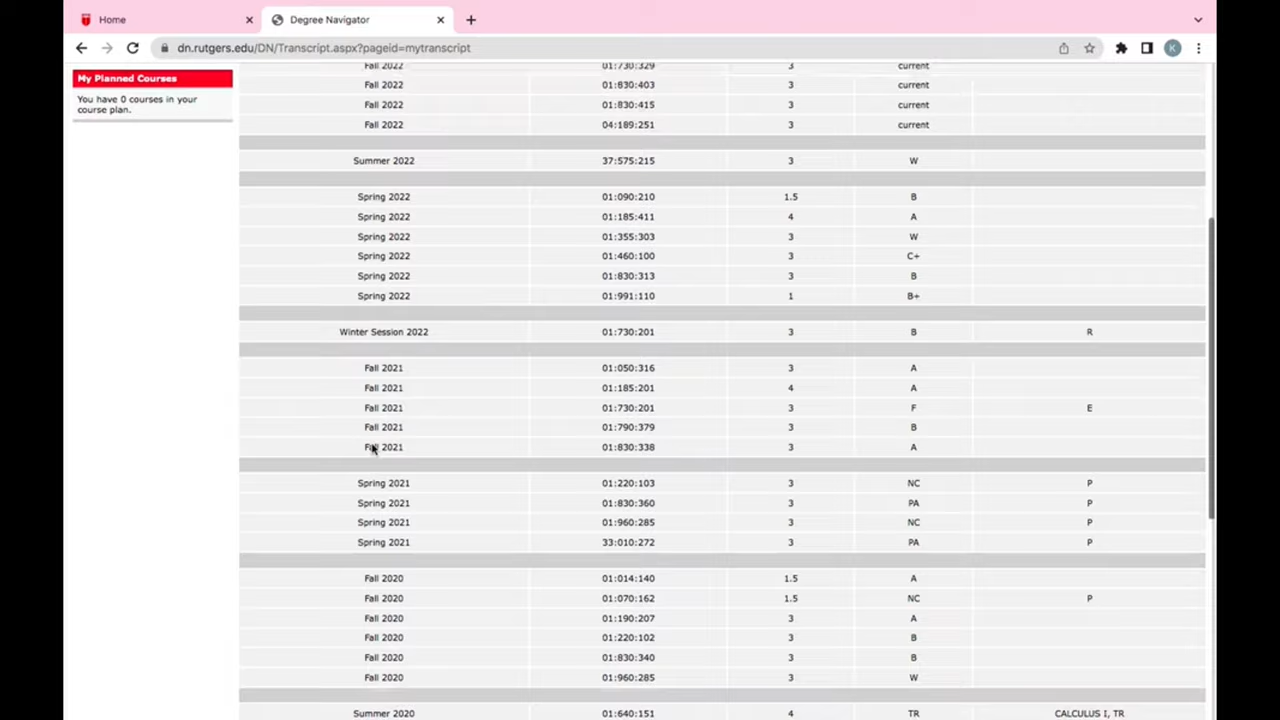 Home
Degree Navigator
dn.rutgers.edu/DN/Transcript.aspx?pageid=mytranscript
K
My Planned Courses
You have 0 courses in your
course plan.
Fall 2022 01:730:329 3 current
Fall 2022 01:830:403 3 current
Fall 2022 01:830:415 3 current
Fall 2022 04:189:251 3 current
Summer 2022 37:575:215 3 W
Spring 2022 01:090:210 1.5 B
Spring 2022 01:185:411 4 A
Spring 2022 01:355:303 3 W
Spring 2022 01:460:100 3 C+
Spring 2022 01:830:313 3 B
Spring 2022 01:991:110 1 B+
Winter Session 2022 01:730:201 3 B R
Fall 2021 01:050:316 3 A
Fall 2021 01:185:201 4 A
Fall 2021 01:730:201 3 F E
Fall 2021 01:790:379 3 B
Fall 2021 01:830:338 3 A
Spring 2021 01:220:103 3 NC P
Spring 2021 01:830:360 3 PA P
Spring 2021 01:960:285 3 NC P
Spring 2021 33:010:272 3 PA P
Fall 2020 01:014:140 1.5 A
Fall 2020 01:070:162 1.5 NC P
Fall 2020 01:190:207 3 A
Fall 2020 01:220:102 3 B
Fall 2020 01:830:340 3 B
Fall 2020 01:960:285 3 W
Summer 2020 01:640:151 4 TR CALCULUS I, TR